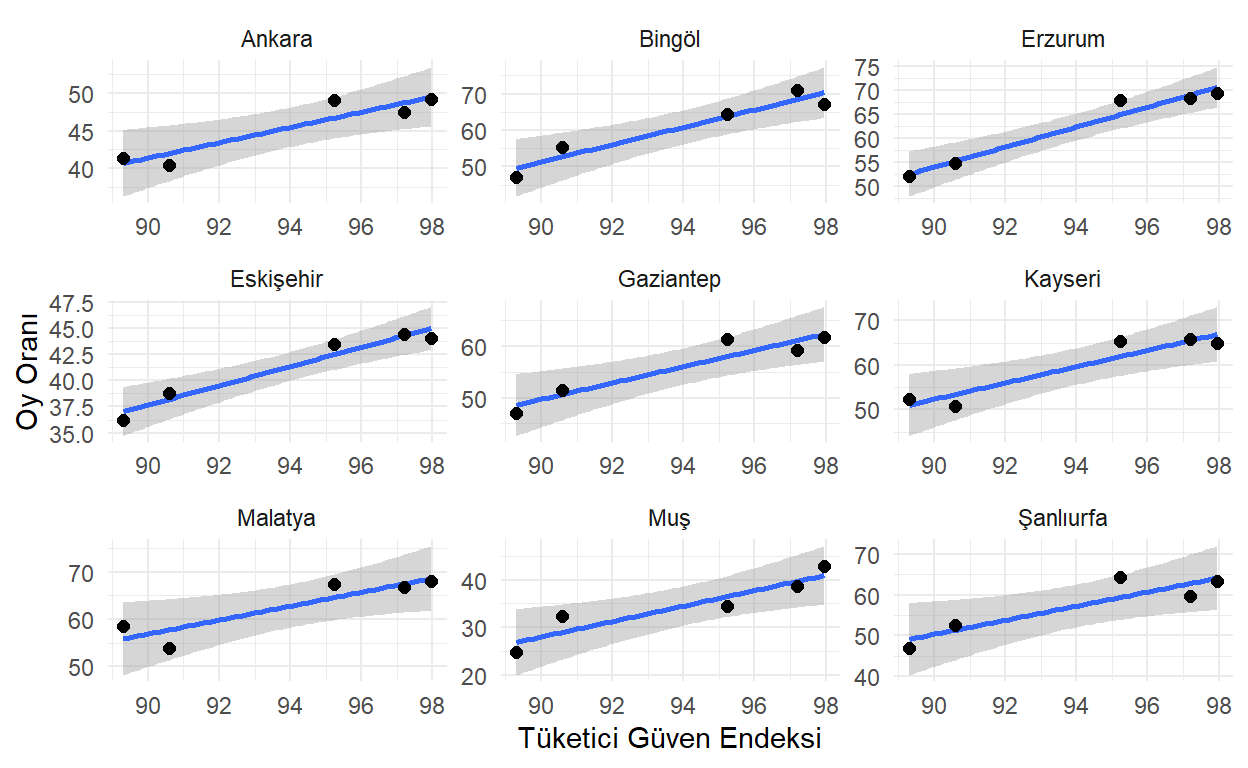 Ankara Bingöl Erzurum
50 45 40
70 60 50
75 70 65 60 55 50
90 92 94 96 98 90 92 94 96 98 90 92 94 96 98
Eskişehir Gaziantep Kayseri
Oy Oranı
47.5 45.0 42.5 40.0 37.5 35.0
60 50
70 60 50
90 92 94 96 98 90 92 94 96 98 90 92 94 96 98
Malatya Muş Şanlıurfa
70 60 50
40 30 20
70 60 50 40
90 92 94 96 98 90 92 94 96 98 90 92 94 96 98
Tüketici Güven Endeksi